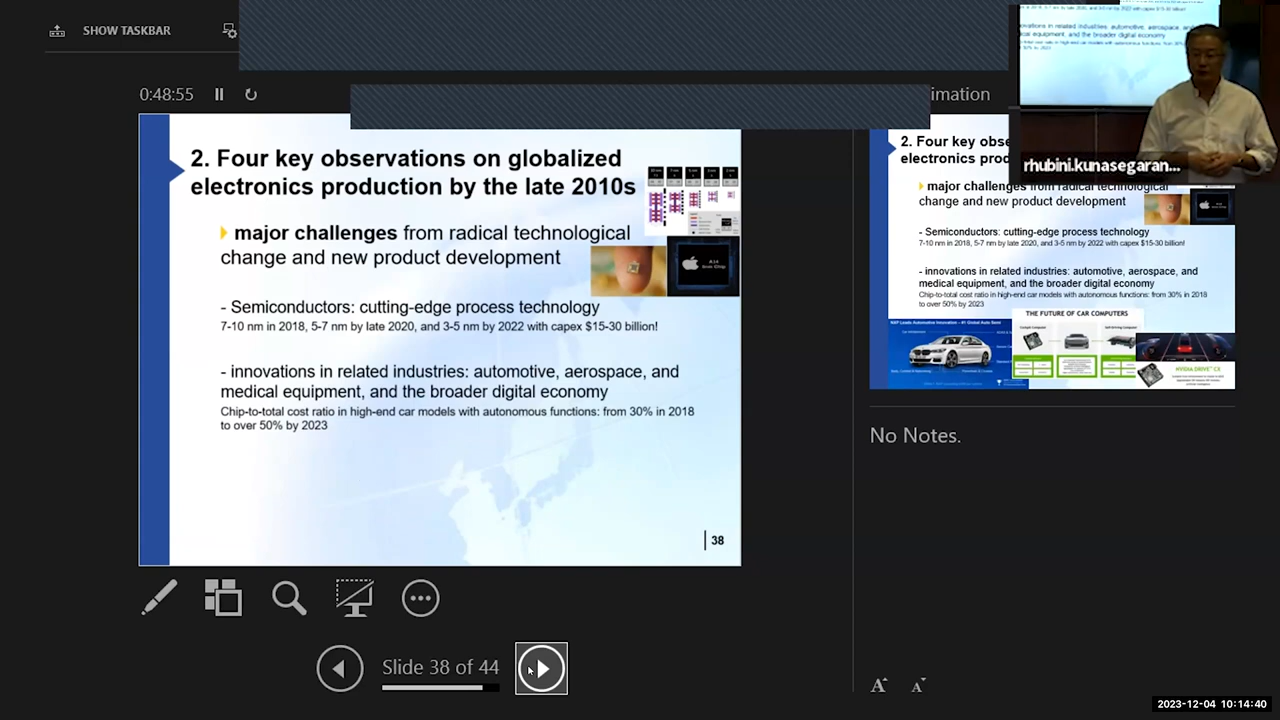 SHOW TASKBAR
0:48:55
imation
2. Four key observations on globalized
electronics production by the late 2010s
major challenges from radical technological
change and new product development
A14
- Semiconductors: cutting-edge process technology
7-10 nm in 2018, 5-7 nm by late 2020, and 3-5 nm by 2022 with capex $15-30 billion!
- innovations in related industries: automotive, aerospace, and
medical equipment, and the broader digital economy
Chip-to-total cost ratio in high-end car models with autonomous functions: from 30% in 2018
to over 50% by 2023
38
Slide 38 of 44
rhubini.kunasegaran...
2. Four key obse
electronics prod
major challenges from radical technological
change and new product development
- Semiconductors: cutting-edge process technology
7-10 nm in 2018, 5-7 nm by late 2020, and 3-5 nm by 2022 with capex $15-30 billion!
- innovations in related industries: automotive, aerospace, and
medical equipment, and the broader digital economy
Chip-to-total cost ratio in high-end car models with autonomous functions: from 30% in 2018
to over 50% by 2023
THE FUTURE OF CAR COMPUTERS
No Notes.
A A
2023-12-04 10:14:40